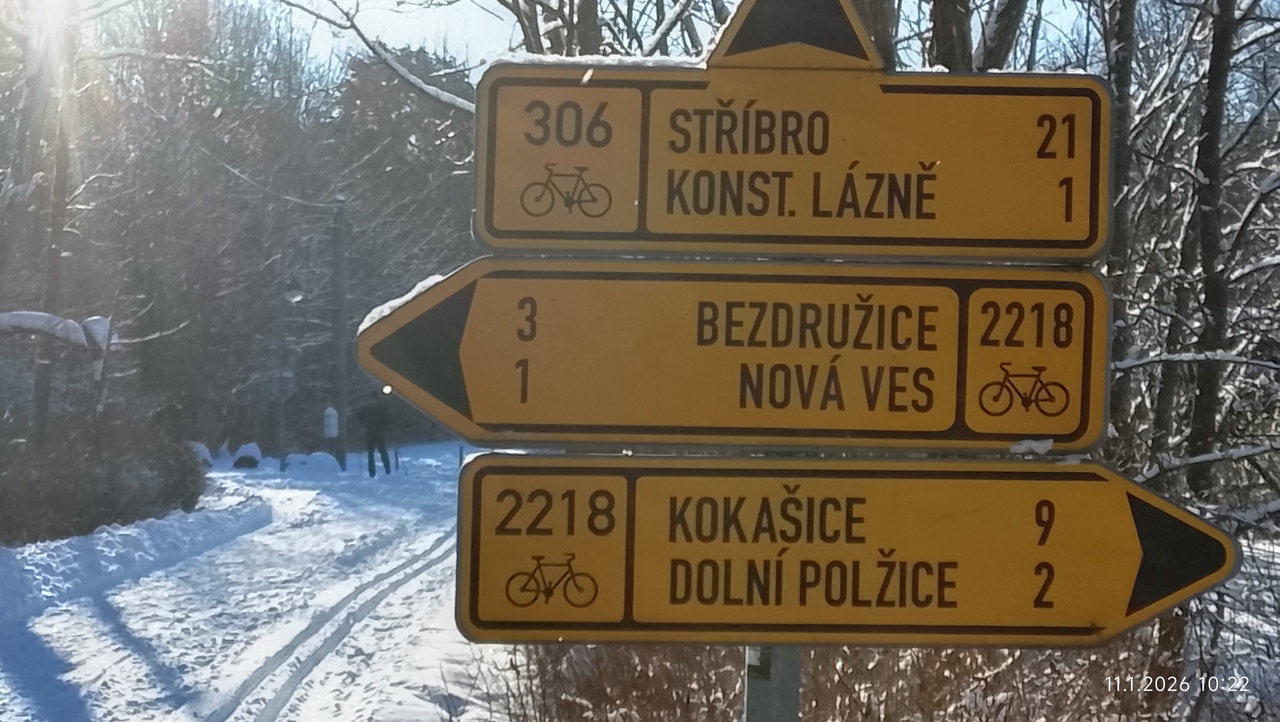 306 STŘÍBRO 21
KONST. LÁZNĚ 1
3 BEZDRUŽICE 2218
1 NOVÁ VES
2218 KOKAŠICE 9
DOLNÍ POLŽICE 2
11.1.2026 10:22